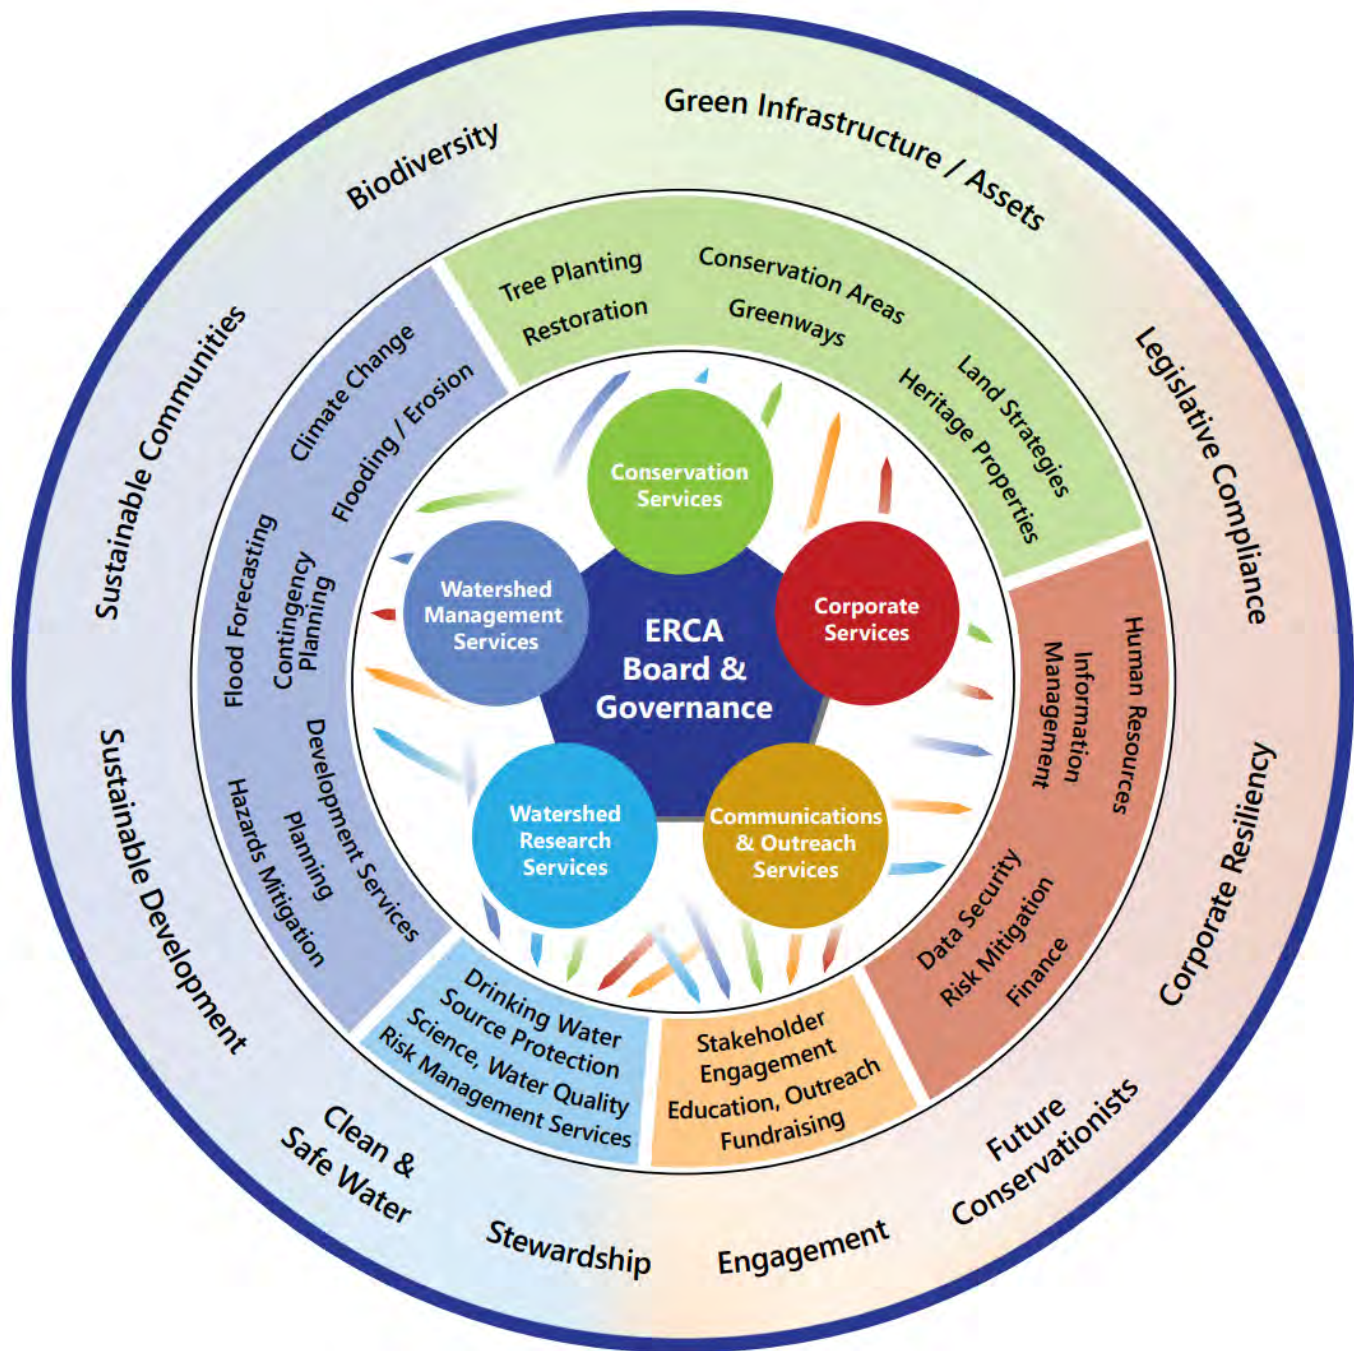 Green Infrastructure / Assets
Legislative Compliance
Corporate Resiliency
Future
Conservationists
Engagement
Stewardship
Clean &
Safe Water
Sustainable Development
Sustainable Communities
Biodiversity
Tree Planting
Restoration
Conservation Areas
Greenways
Land Strategies
Heritage Properties
Human Resources
Information
Management
Data Security
Risk Mitigation
Finance
Stakeholder
Engagement
Education, Outreach
Fundraising
Drinking Water
Source Protection
Science, Water Quality
Risk Management Services
Climate Change
Flooding / Erosion
Flood Forecasting
Contingency
Planning
Development Services
Planning
Hazards Mitigation
Conservation
Services
Corporate
Services
Communications
& Outreach
Services
Watershed
Research
Services
Watershed
Management
Services
ERCA
Board &
Governance